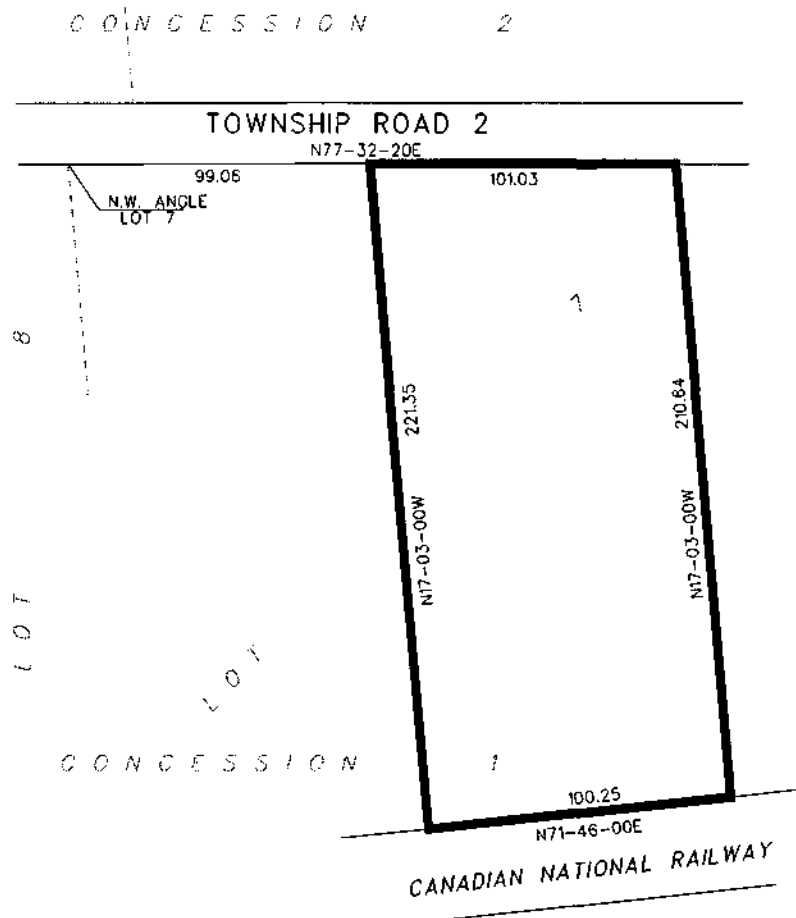 CONCESSION 2
TOWNSHIP ROAD 2
N77-32-20E
99.06
101.03
N.W. ANGLE
LOT 7
7
8
LOT
221.35
N17-03-00W
210.64
N17-03-00W
LOT
CONCESSION 1
100.25
N71-46-00E
CANADIAN NATIONAL RAILWAY